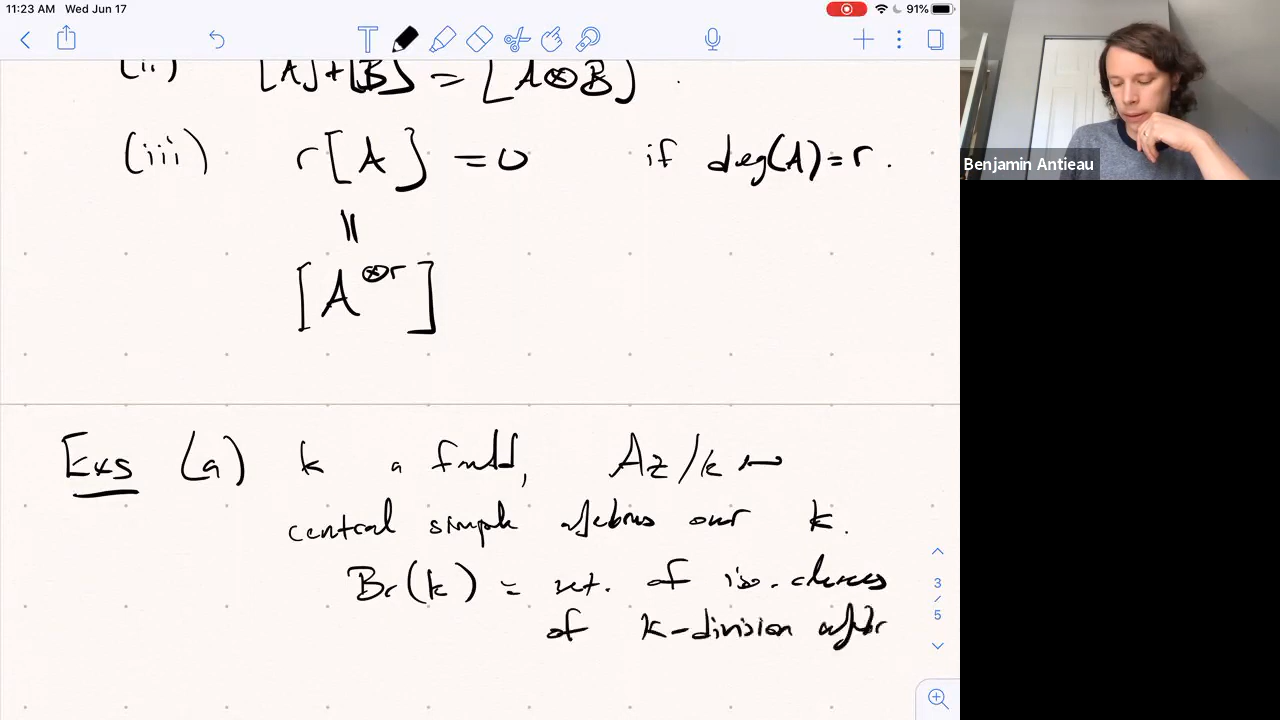 11:23 AM Wed Jun 17
91%
(ii) [A]+[B] = [A⊗B] .
(iii) r[A] = 0 if deg(A)=r.
||
[A^{⊗r}]
Exs (a) k a field, Az/k ↔
central simple algebras over k.
Br(k) = set. of iso. classes
of k-division algebr
3
/
5
Benjamin Antieau